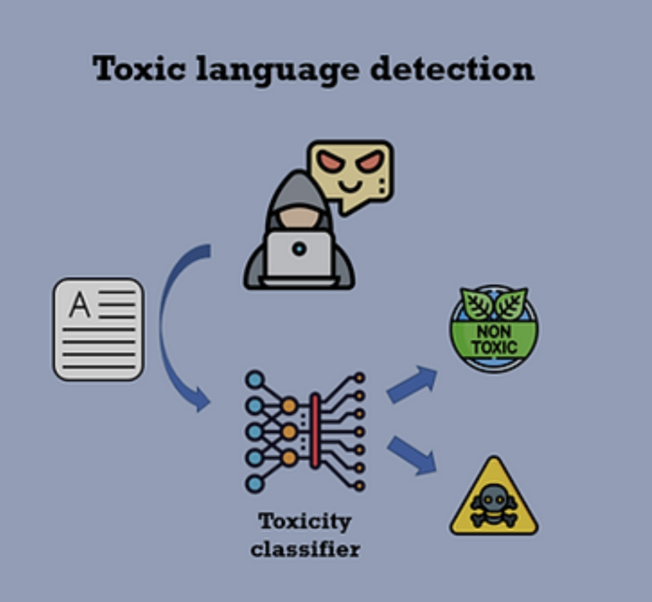 Toxic language detection
A
NON
TOXIC
Toxicity
classifier